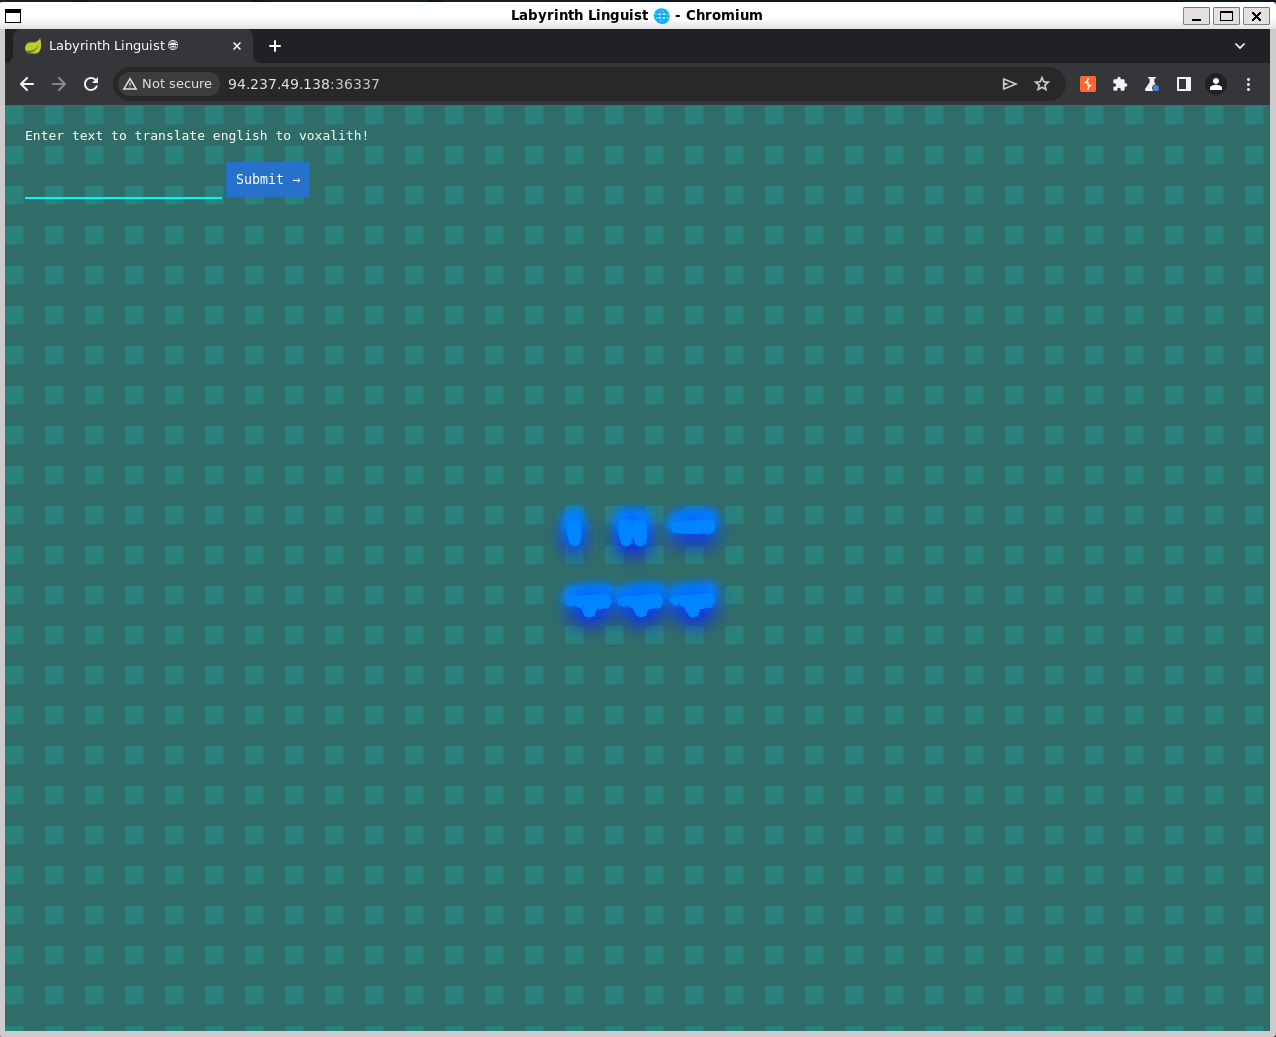 Labyrinth Linguist 🌐 - Chromium
Labyrinth Linguist 🌐
Not secure 94.237.49.138:36337
Enter text to translate english to voxalith!
Submit →